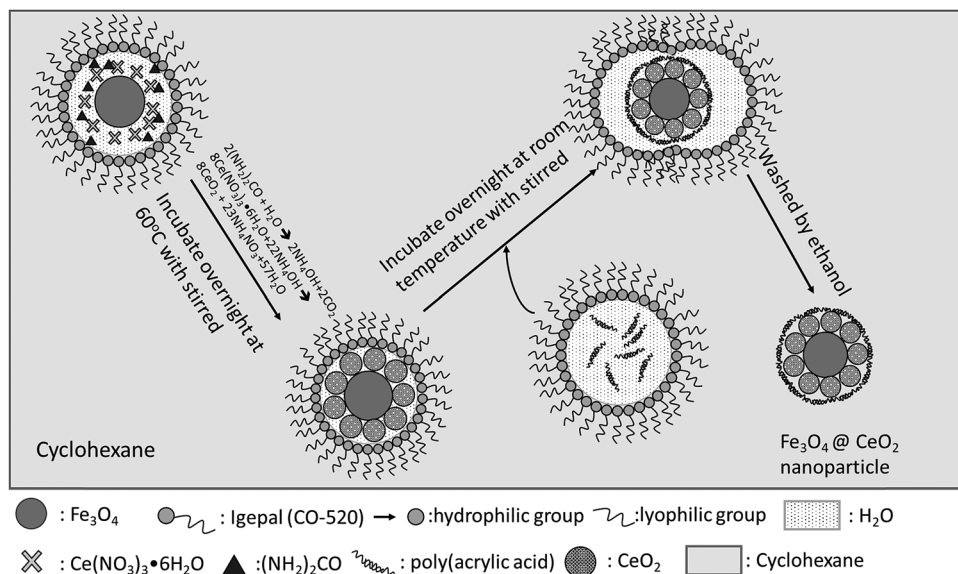 2(NH₂)₂CO + H₂O → 2NH₄OH+2CO₂
8Ce(NO₃)₃•6H₂O+22NH₄OH →
8CeO₂ + 23NH₄NO₃+57H₂O
Incubate overnight at
60°C with stirred
Incubate overnight at room
temperature with stirred
Washed by ethanol
Cyclohexane
Fe₃O₄ @ CeO₂
nanoparticle
: Fe₃O₄ : Igepal (CO-520) → :hydrophilic group :lyophilic group : H₂O
: Ce(NO₃)₃•6H₂O :(NH₂)₂CO : poly(acrylic acid) : CeO₂ : Cyclohexane